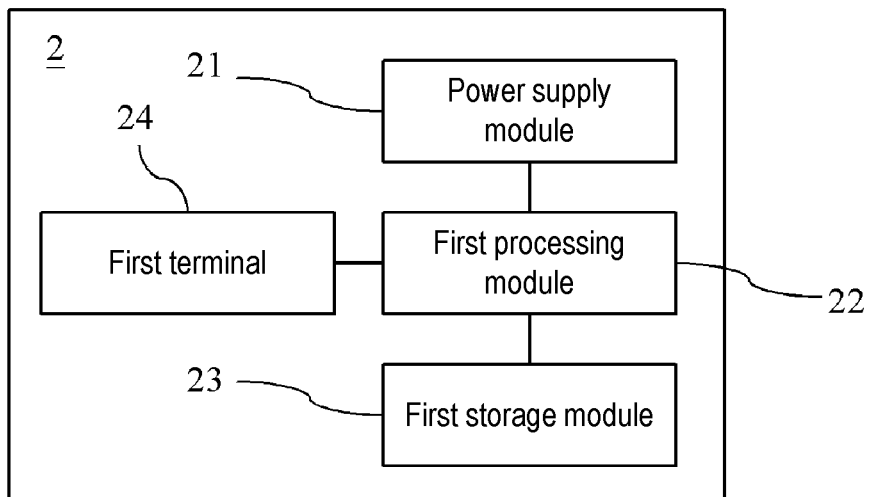 2
21
Power supply
module
24
First terminal
First processing
module
22
23
First storage module